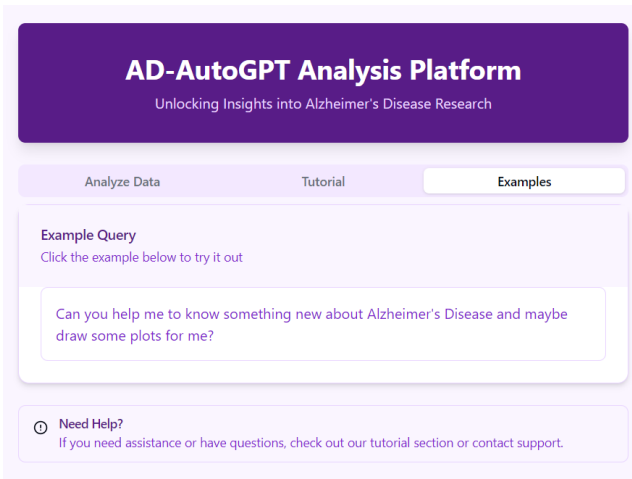 AD-AutoGPT Analysis Platform
Unlocking Insights into Alzheimer's Disease Research
Analyze Data Tutorial Examples
Example Query
Click the example below to try it out
Can you help me to know something new about Alzheimer's Disease and maybe
draw some plots for me?
Need Help?
If you need assistance or have questions, check out our tutorial section or contact support.